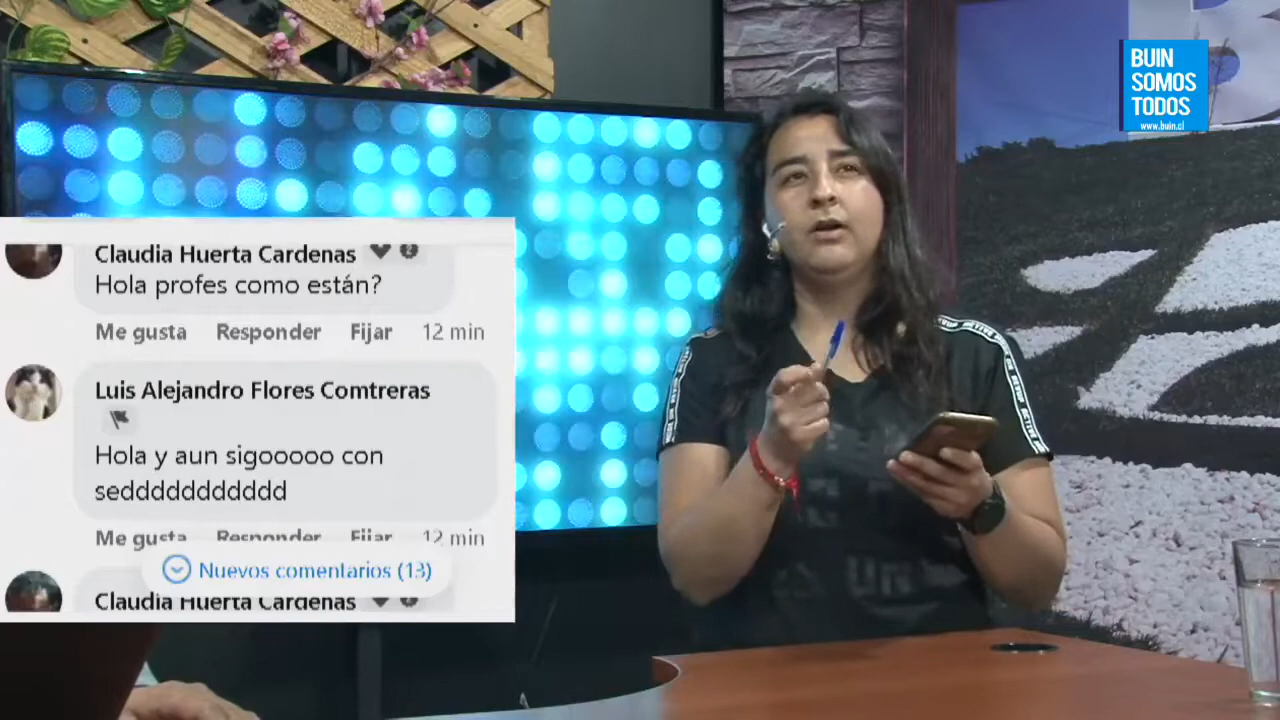 BUIN
SOMOS
TODOS
www.buin.cl
Claudia Huerta Cardenas
Hola profes como están?
Me gusta Responder Fijar 12 min
Luis Alejandro Flores Comtreras
Hola y aun sigooooo con
seddddddddddd
Me gusta Responder Fijar 12 min
Nuevos comentarios (13)
Claudia Huerta Cardenas